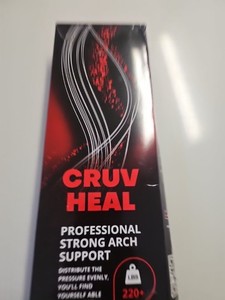 CRUV
HEAL
PROFESSIONAL
STRONG ARCH
SUPPORT
DISTRIBUTE THE
PRESSURE EVENLY,
YOU'LL FIND
YOURSELF ABLE
220+